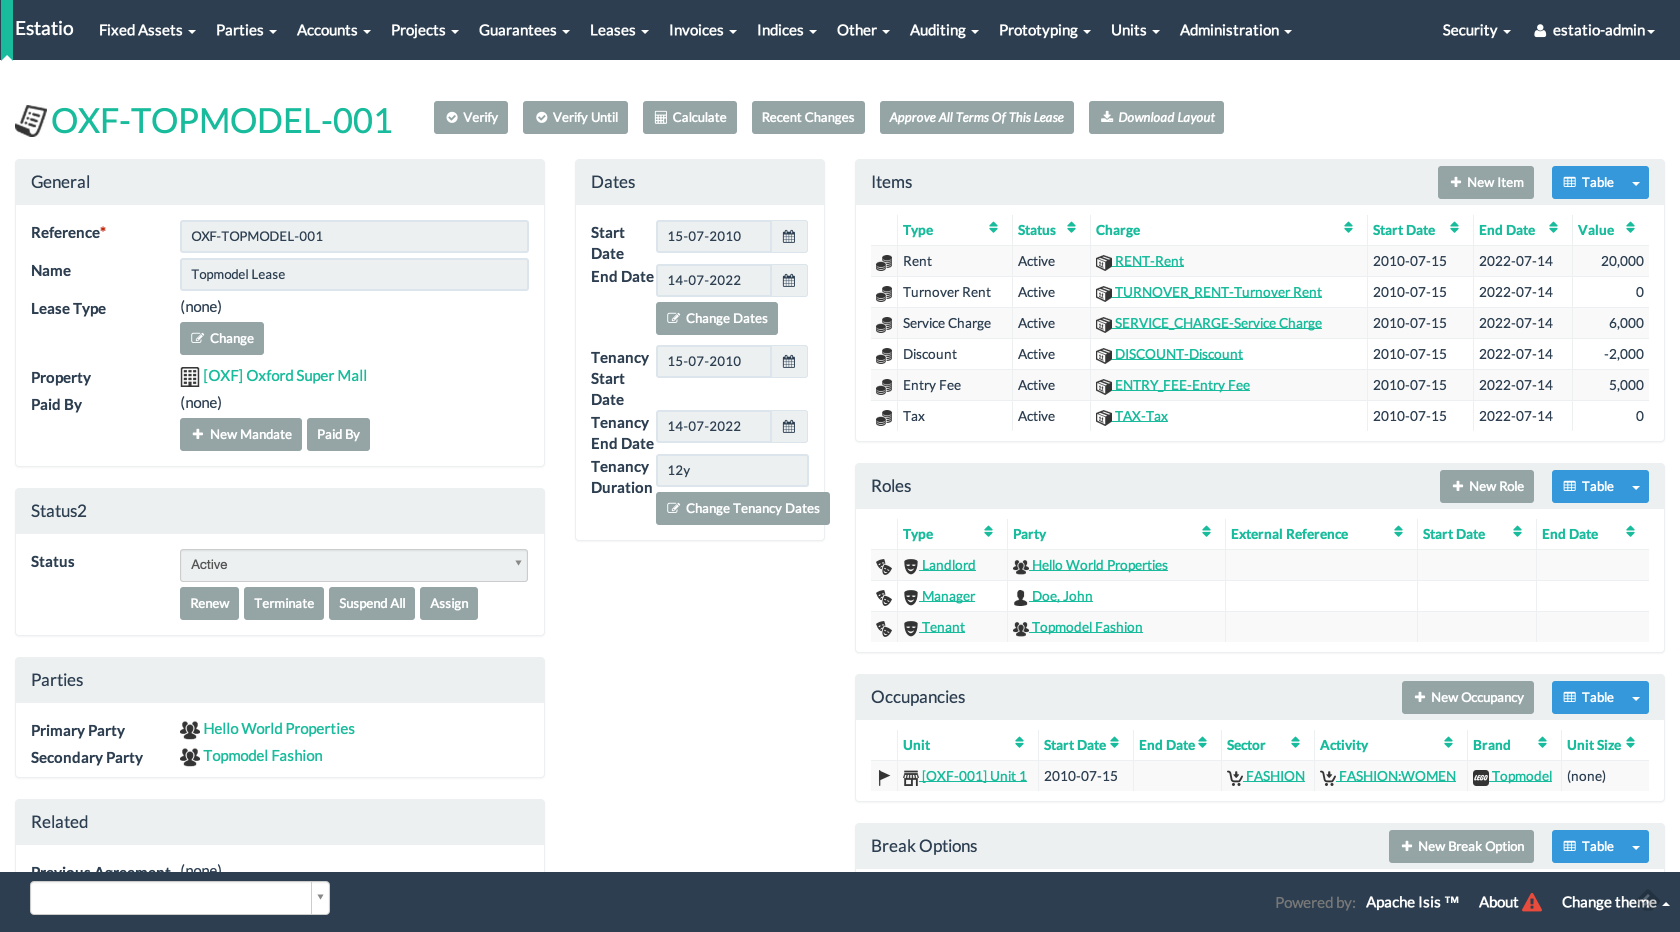 Estatio Fixed Assets Parties Accounts Projects Guarantees Leases Invoices Indices Other Auditing Prototyping Units Administration Security estatio-admin
OXF-TOPMODEL-001 Verify Verify Until Calculate Recent Changes Approve All Terms Of This Lease Download Layout
General
Reference* OXF-TOPMODEL-001
Name Topmodel Lease
Lease Type (none)
Change
Property [OXF] Oxford Super Mall
Paid By (none)
New Mandate Paid By
Status2
Status Active
Renew Terminate Suspend All Assign
Parties
Primary Party Hello World Properties
Secondary Party Topmodel Fashion
Related
Previous Agreement (none)
Dates
Start Date 15-07-2010
End Date 14-07-2022
Change Dates
Tenancy Start Date 15-07-2010
Tenancy End Date 14-07-2022
Tenancy Duration 12y
Change Tenancy Dates
Items New Item Table
Type Status Charge Start Date End Date Value
Rent Active RENT-Rent 2010-07-15 2022-07-14 20,000
Turnover Rent Active TURNOVER_RENT-Turnover Rent 2010-07-15 2022-07-14 0
Service Charge Active SERVICE_CHARGE-Service Charge 2010-07-15 2022-07-14 6,000
Discount Active DISCOUNT-Discount 2010-07-15 2022-07-14 -2,000
Entry Fee Active ENTRY_FEE-Entry Fee 2010-07-15 2022-07-14 5,000
Tax Active TAX-Tax 2010-07-15 2022-07-14 0
Roles New Role Table
Type Party External Reference Start Date End Date
Landlord Hello World Properties
Manager Doe, John
Tenant Topmodel Fashion
Occupancies New Occupancy Table
Unit Start Date End Date Sector Activity Brand Unit Size
[OXF-001] Unit 1 2010-07-15 FASHION FASHION:WOMEN Topmodel (none)
Break Options New Break Option Table
Powered by: Apache Isis ™ About Change theme